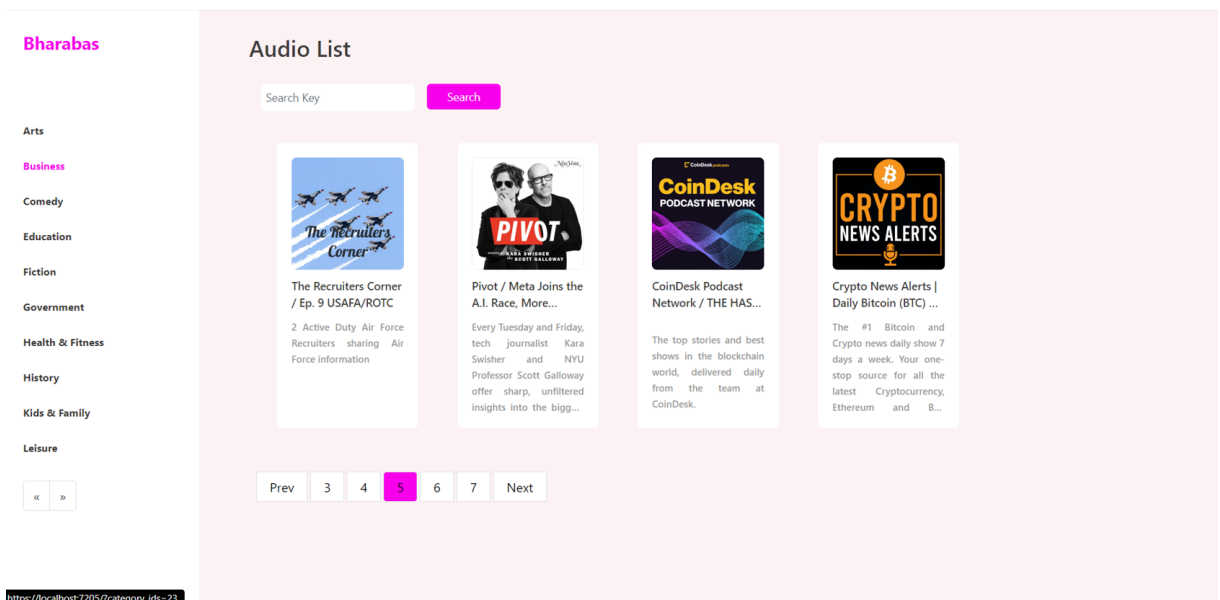 Bharabas
Arts
Business
Comedy
Education
Fiction
Government
Health & Fitness
History
Kids & Family
Leisure
« »
Audio List
Search Key
Search
The Recruiters
Corner
The Recruiters Corner
/ Ep. 9 USAFA/ROTC
2 Active Duty Air Force
Recruiters sharing Air
Force information
PIVOT
KARA SWISHER
SCOTT GALLOWAY
Pivot / Meta Joins the
A.I. Race, More...
Every Tuesday and Friday,
tech journalist Kara
Swisher and NYU
Professor Scott Galloway
offer sharp, unfiltered
insights into the bigg...
CoinDesk podcasts
CoinDesk
PODCAST NETWORK
CoinDesk Podcast
Network / THE HAS...
The top stories and best
shows in the blockchain
world, delivered daily
from the team at
CoinDesk.
CRYPTO
NEWS ALERTS
Crypto News Alerts |
Daily Bitcoin (BTC) ...
The #1 Bitcoin and
Crypto news daily show 7
days a week. Your one-
stop source for all the
latest Cryptocurrency,
Ethereum and B...
Prev 3 4 5 6 7 Next
https://localhost:7205/?category_ids=23